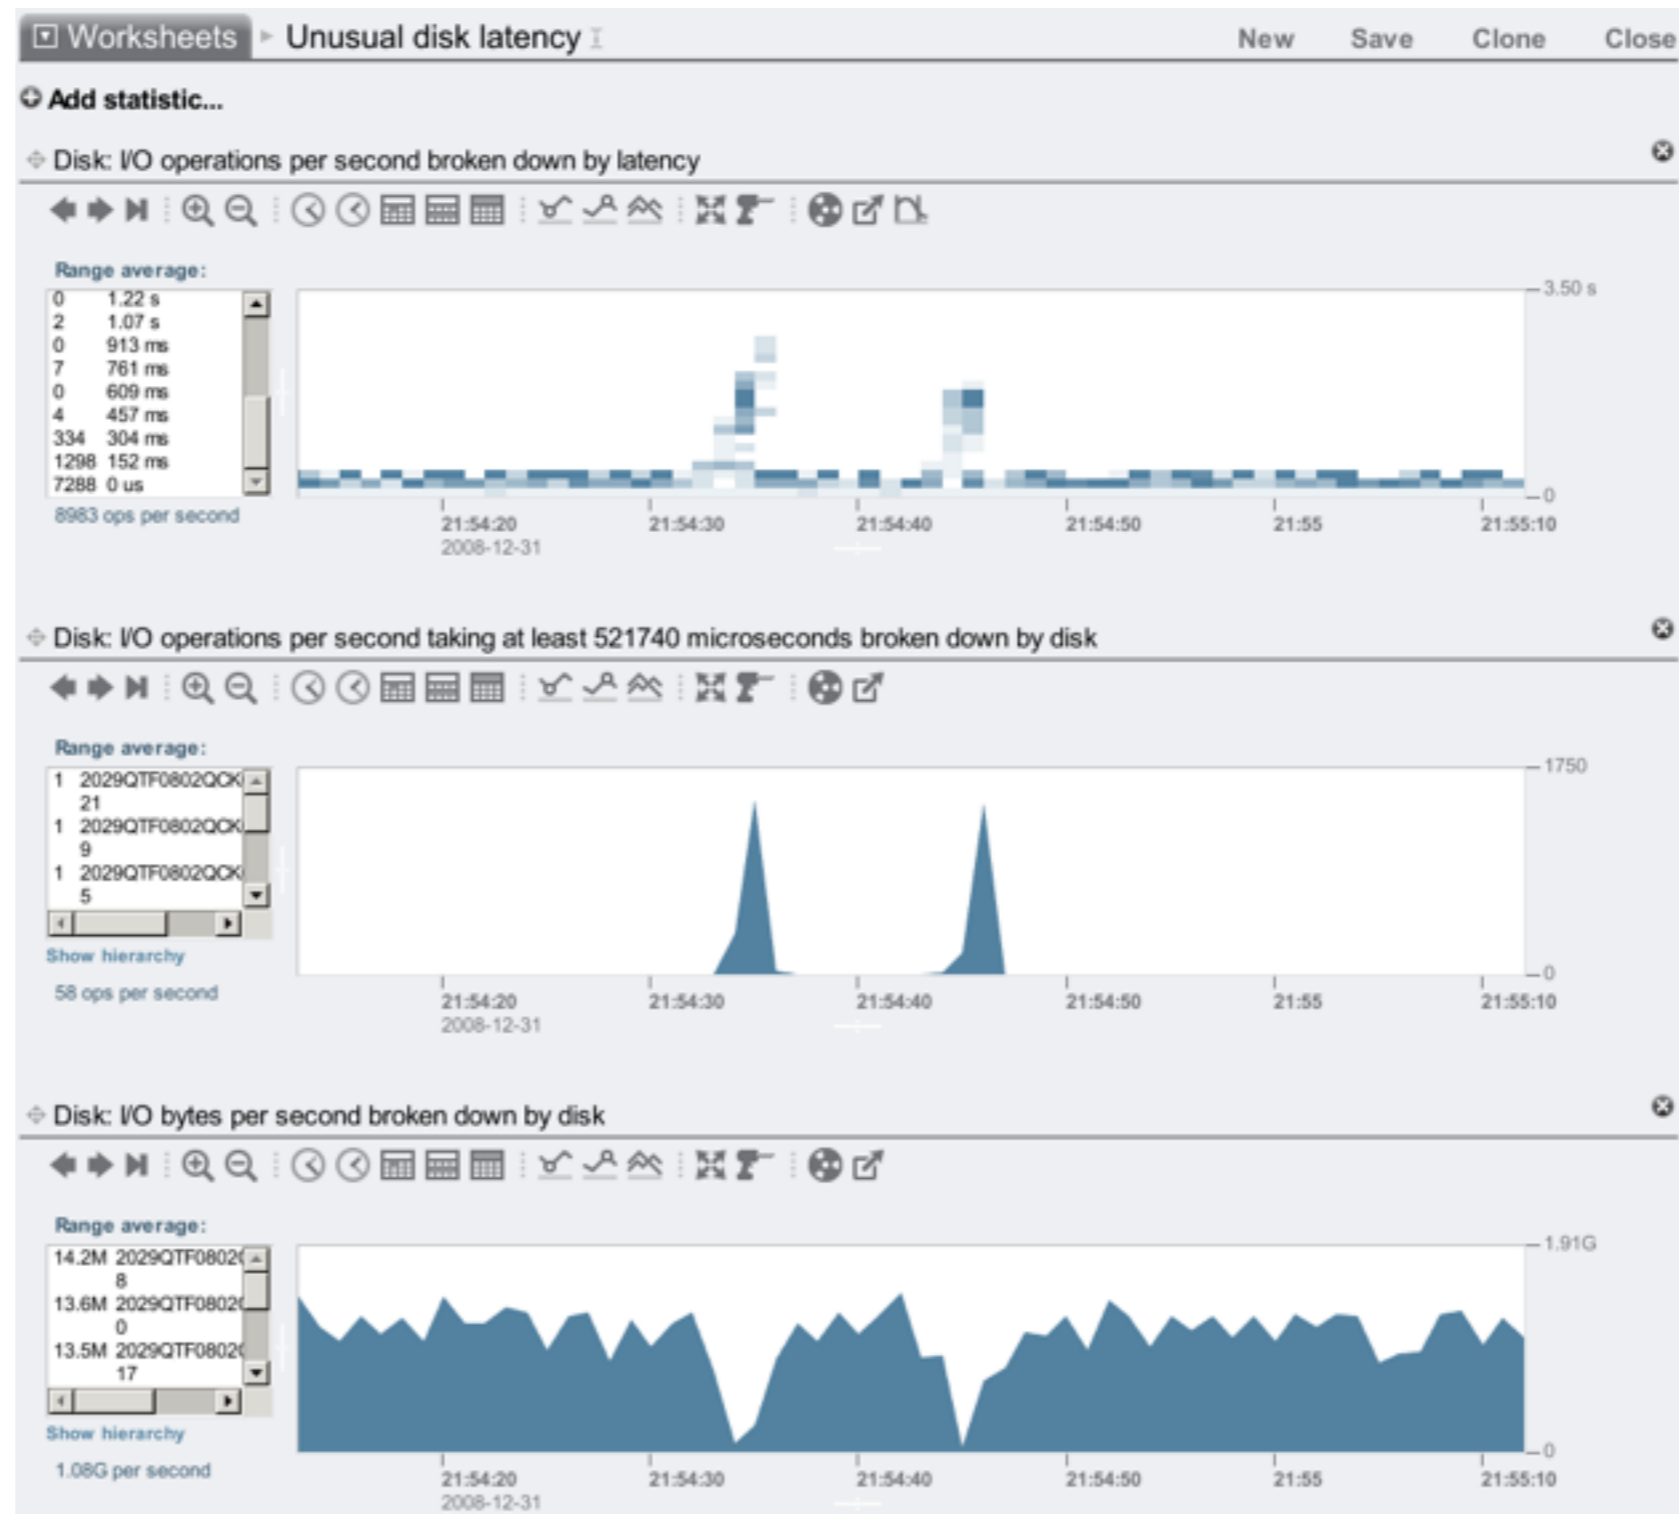 Worksheets Unusual disk latency New Save Clone Close
Add statistic...
Disk: I/O operations per second broken down by latency
Range average:
0 1.22 s
2 1.07 s
0 913 ms
7 761 ms
0 609 ms
4 457 ms
334 304 ms
1298 152 ms
7288 0 us
8983 ops per second
3.50 s
0
21:54:20 21:54:30 21:54:40 21:54:50 21:55 21:55:10
2008-12-31
Disk: I/O operations per second taking at least 521740 microseconds broken down by disk
Range average:
1 2029QTF0802QCK
21
1 2029QTF0802QCK
9
1 2029QTF0802QCK
5
Show hierarchy
58 ops per second
1750
0
21:54:20 21:54:30 21:54:40 21:54:50 21:55 21:55:10
2008-12-31
Disk: I/O bytes per second broken down by disk
Range average:
14.2M 2029QTF0802
8
13.6M 2029QTF0802
0
13.5M 2029QTF0802
17
Show hierarchy
1.08G per second
1.91G
0
21:54:20 21:54:30 21:54:40 21:54:50 21:55 21:55:10
2008-12-31